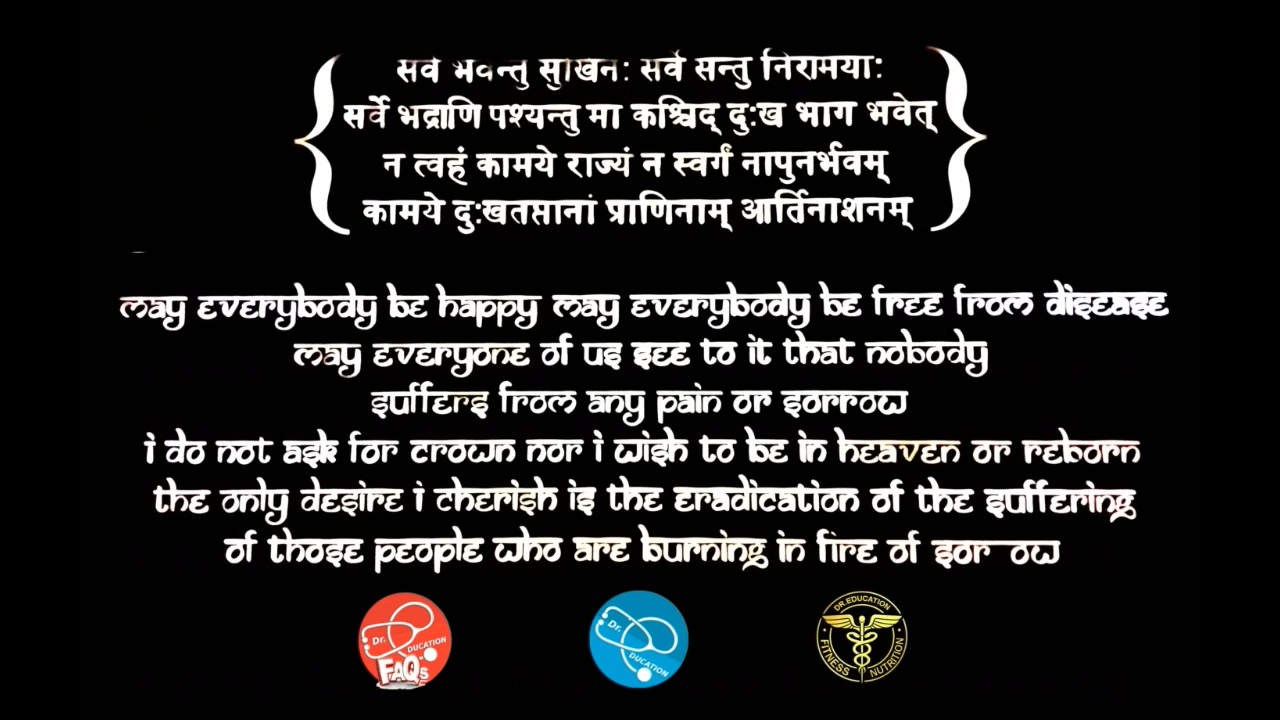 सर्वे भवन्तु सुखिन: सर्वे सन्तु निरामया:
सर्वे भद्राणि पश्यन्तु मा कश्चिद् दु:ख भाग भवेत्
न त्वहं कामये राज्यं न स्वर्गं नापुनर्भवम्
कामये दु:खतप्तानां प्राणिनाम् आर्तिनाशनम्
may everybody be happy may everybody be free from disease
may everyone of us see to it that nobody
suffers from any pain or sorrow
i do not ask for crown nor i wish to be in heaven or reborn
the only desire i cherish is the eradication of the suffering
of those people who are burning in fire of sor ow
Dr. DUCATION FAQs
Dr. DUCATION
DR.EDUCATION FITNESS NUTRITION